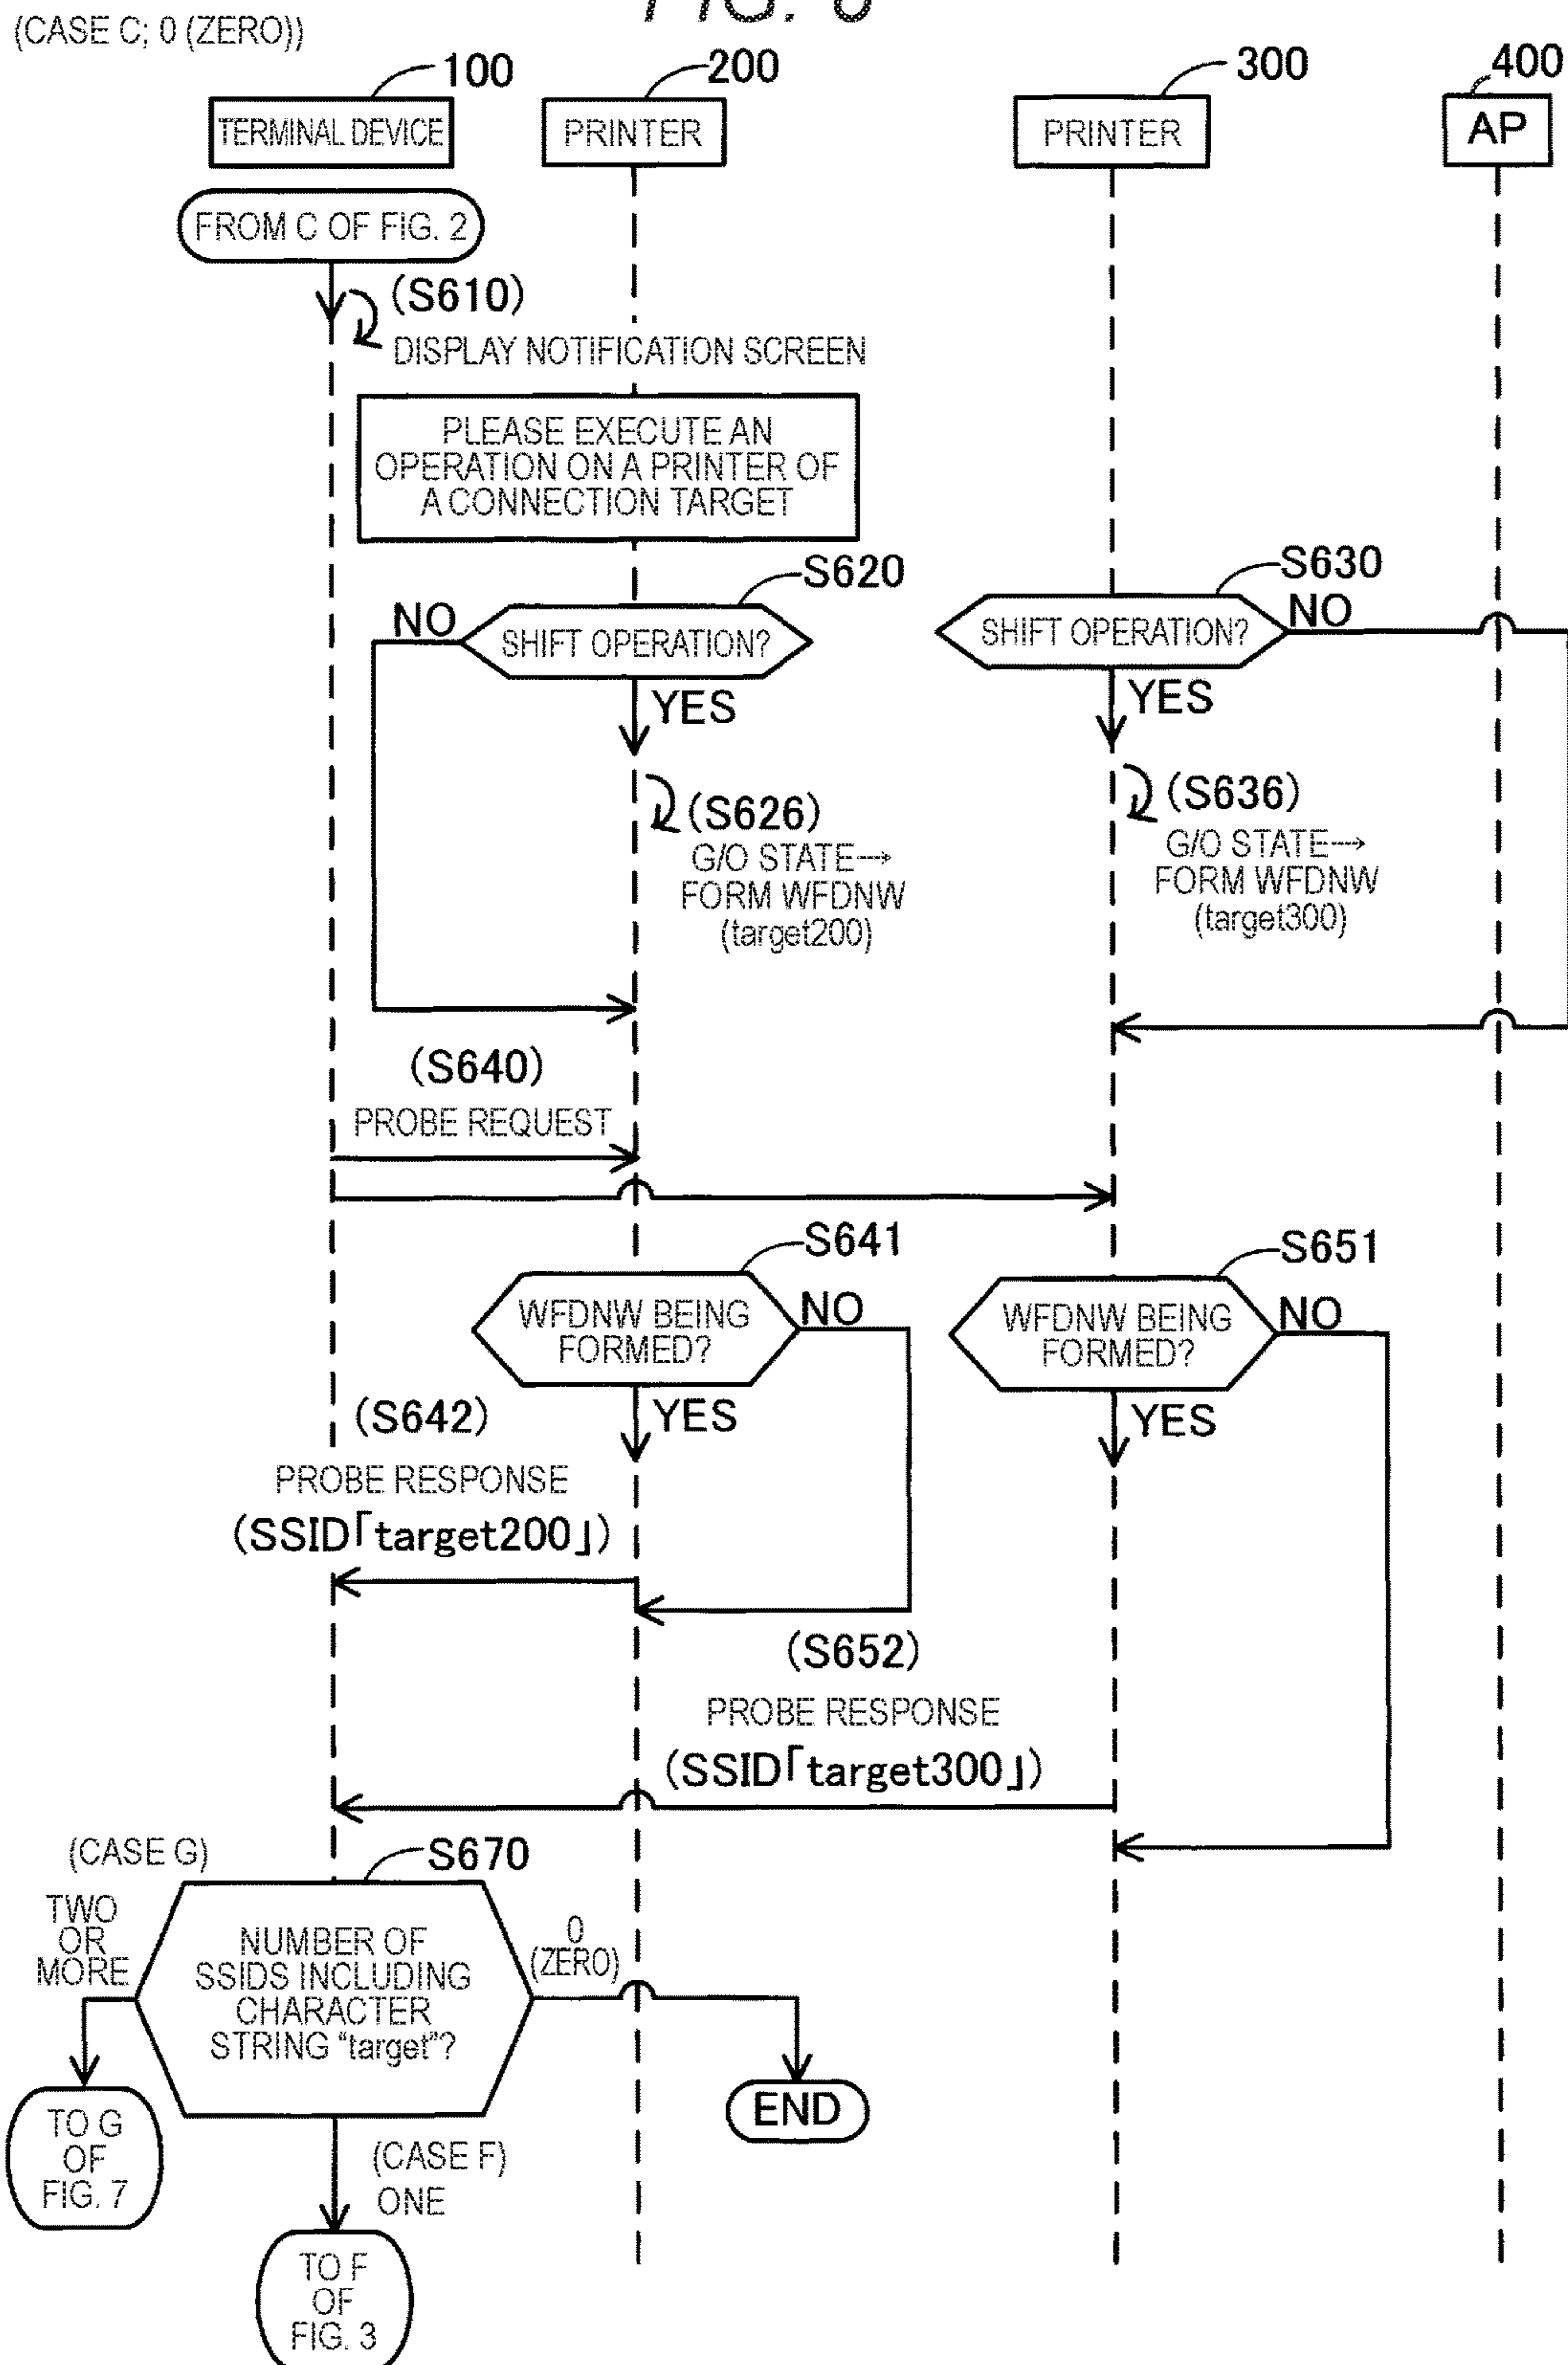 (CASE C; 0 (ZERO))
100
200
300
400
TERMINAL DEVICE
PRINTER
PRINTER
AP
FROM C OF FIG. 2
(S610)
DISPLAY NOTIFICATION SCREEN
PLEASE EXECUTE AN
OPERATION ON A PRINTER OF
A CONNECTION TARGET
S620
S630
NO
SHIFT OPERATION?
SHIFT OPERATION?
NO
YES
YES
(S626)
G/O STATE→
FORM WFDNW
(target200)
(S636)
G/O STATE→
FORM WFDNW
(target300)
(S640)
PROBE REQUEST
S641
S651
WFDNW BEING
FORMED?
NO
WFDNW BEING
FORMED?
NO
YES
YES
(S642)
PROBE RESPONSE
(SSID「target200」)
(S652)
PROBE RESPONSE
(SSID「target300」)
(CASE G)
S670
TWO
OR
MORE
NUMBER OF
SSIDS INCLUDING
CHARACTER
STRING "target"?
0
(ZERO)
END
TO G
OF
FIG. 7
(CASE F)
ONE
TO F
OF
FIG. 3